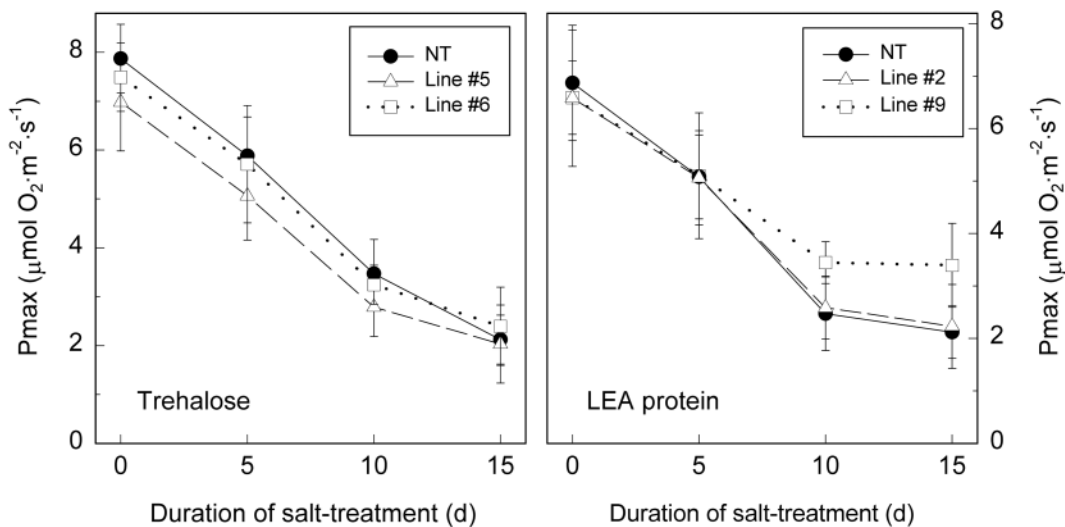 8
6
4
2
0
Pmax (μmol O₂·m⁻²·s⁻¹)
NT
Line #5
Line #6
Trehalose
0 5 10 15
Duration of salt-treatment (d)
NT
Line #2
Line #9
LEA protein
0 5 10 15
Duration of salt-treatment (d)
8
6
4
2
0
Pmax (μmol O₂·m⁻²·s⁻¹)